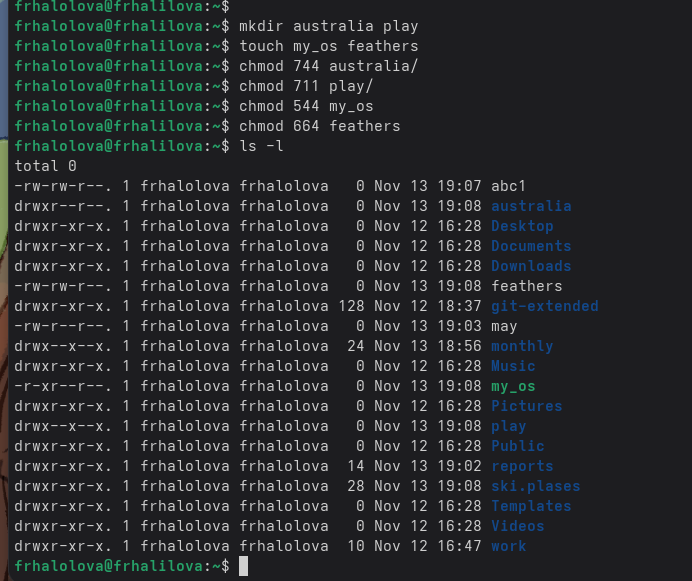 frhalolova@frhalilova:~$
frhalolova@frhalilova:~$ mkdir australia play
frhalolova@frhalilova:~$ touch my_os feathers
frhalolova@frhalilova:~$ chmod 744 australia/
frhalolova@frhalilova:~$ chmod 711 play/
frhalolova@frhalilova:~$ chmod 544 my_os
frhalolova@frhalilova:~$ chmod 664 feathers
frhalolova@frhalilova:~$ ls -l
total 0
-rw-rw-r--. 1 frhalolova frhalolova   0 Nov 13 19:07 abc1
drwxr--r--. 1 frhalolova frhalolova   0 Nov 13 19:08 australia
drwxr-xr-x. 1 frhalolova frhalolova   0 Nov 12 16:28 Desktop
drwxr-xr-x. 1 frhalolova frhalolova   0 Nov 12 16:28 Documents
drwxr-xr-x. 1 frhalolova frhalolova   0 Nov 12 16:28 Downloads
-rw-rw-r--. 1 frhalolova frhalolova   0 Nov 13 19:08 feathers
drwxr-xr-x. 1 frhalolova frhalolova 128 Nov 12 18:37 git-extended
-rw-r--r--. 1 frhalolova frhalolova   0 Nov 13 19:03 may
drwx--x--x. 1 frhalolova frhalolova  24 Nov 13 18:56 monthly
drwxr-xr-x. 1 frhalolova frhalolova   0 Nov 12 16:28 Music
-r-xr--r--. 1 frhalolova frhalolova   0 Nov 13 19:08 my_os
drwxr-xr-x. 1 frhalolova frhalolova   0 Nov 12 16:28 Pictures
drwx--x--x. 1 frhalolova frhalolova   0 Nov 13 19:08 play
drwxr-xr-x. 1 frhalolova frhalolova   0 Nov 12 16:28 Public
drwxr-xr-x. 1 frhalolova frhalolova  14 Nov 13 19:02 reports
drwxr-xr-x. 1 frhalolova frhalolova  28 Nov 13 19:08 ski.plases
drwxr-xr-x. 1 frhalolova frhalolova   0 Nov 12 16:28 Templates
drwxr-xr-x. 1 frhalolova frhalolova   0 Nov 12 16:28 Videos
drwxr-xr-x. 1 frhalolova frhalolova  10 Nov 12 16:47 work
frhalolova@frhalilova:~$